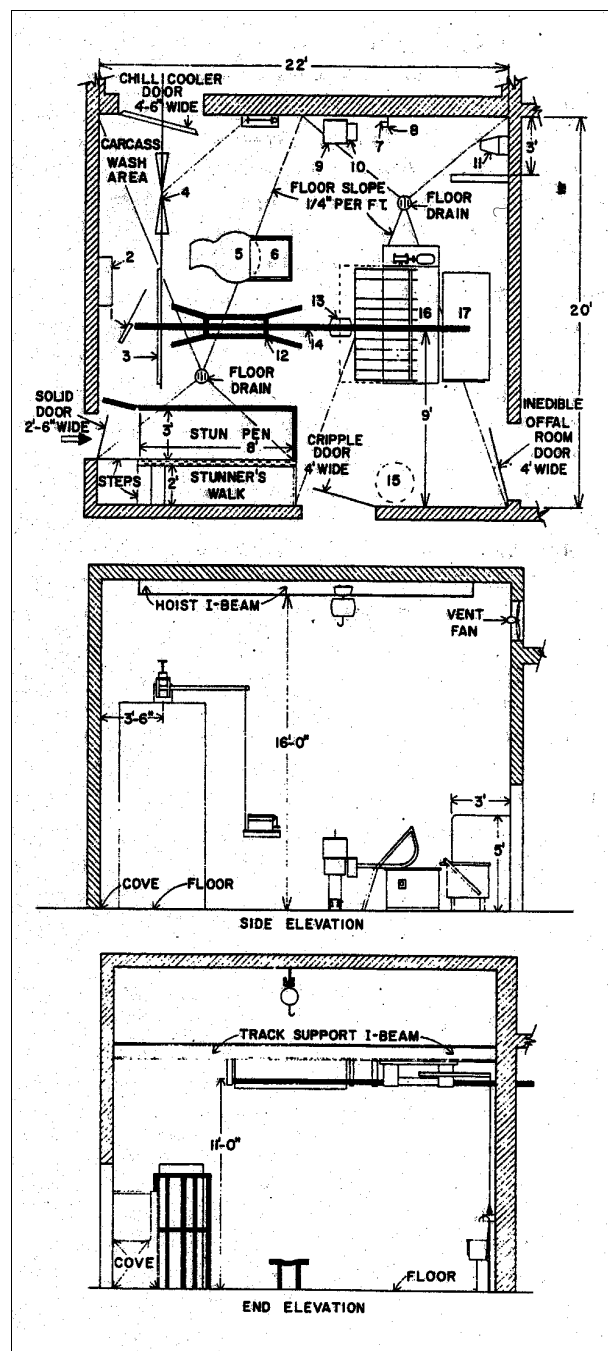 22'
CHILL COOLER
DOOR
4'-6" WIDE
CARCASS
WASH
AREA
4
9
10
7
8
11
3'
FLOOR SLOPE
1/4" PER FT.
FLOOR
DRAIN
2
5
6
20'
13
16
17
3
12
14
FLOOR
DRAIN
SOLID
DOOR
2'-6" WIDE
3'
STUN PEN
8'
9'
CRIPPLE
DOOR
4' WIDE
INEDIBLE
OFFAL
ROOM
DOOR
4' WIDE
STEPS
2'
STUNNER'S
WALK
15
HOIST I-BEAM
VENT
FAN
3'-6"
16'-0"
3'
5'
COVE
FLOOR
SIDE ELEVATION
TRACK SUPPORT I-BEAM
11'-0"
COVE
FLOOR
END ELEVATION